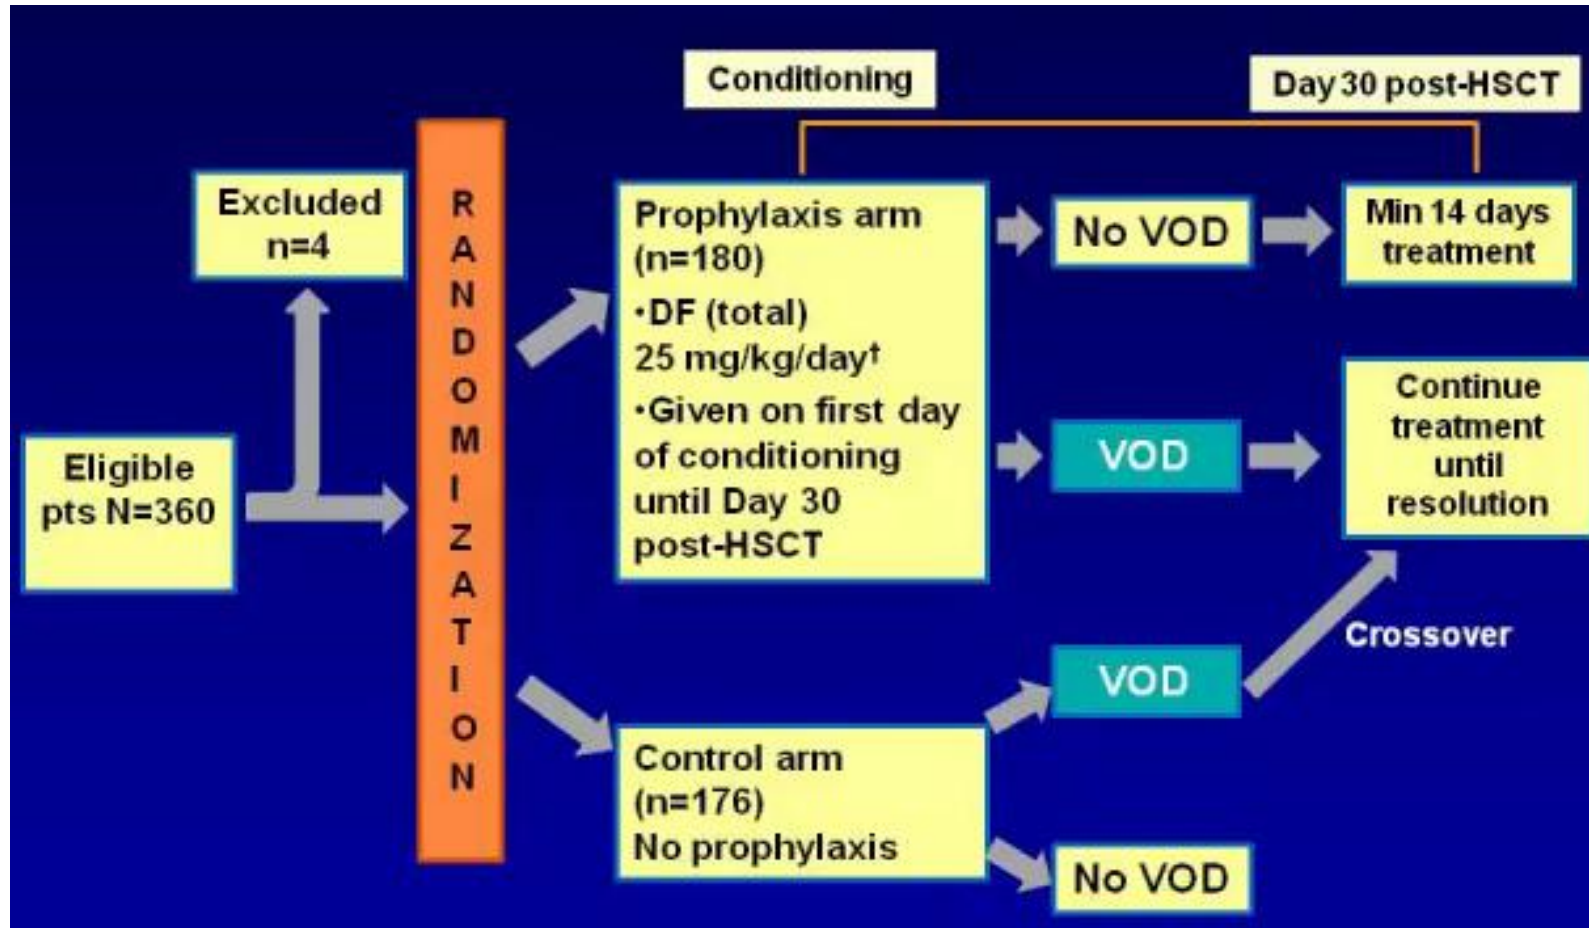 Conditioning
Day 30 post-HSCT
Excluded
n=4
RANDOMIZATION
Eligible
pts N=360
Prophylaxis arm
(n=180)
•DF (total)
25 mg/kg/day†
•Given on first day
of conditioning
until Day 30
post-HSCT
No VOD
Min 14 days
treatment
VOD
Continue
treatment
until
resolution
Crossover
VOD
Control arm
(n=176)
No prophylaxis
No VOD